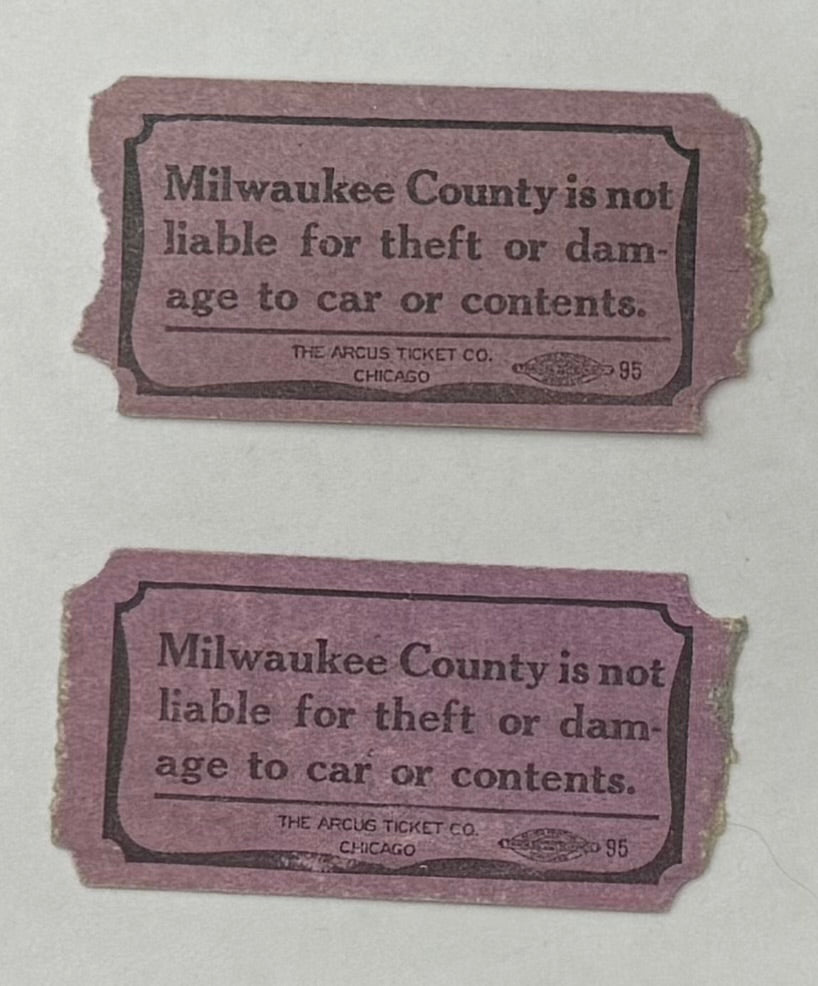 Milwaukee County is not
liable for theft or dam-
age to car or contents.
THE ARCUS TICKET CO.
CHICAGO
95
Milwaukee County is not
liable for theft or dam-
age to car or contents.
THE ARCUS TICKET CO.
CHICAGO
95